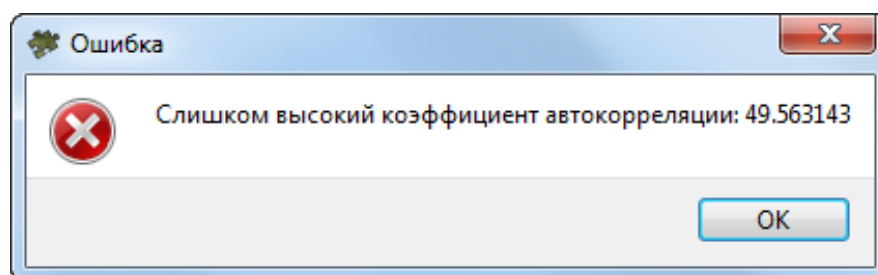 Ошибка
Слишком высокий коэффициент автокорреляции: 49.563143
OK